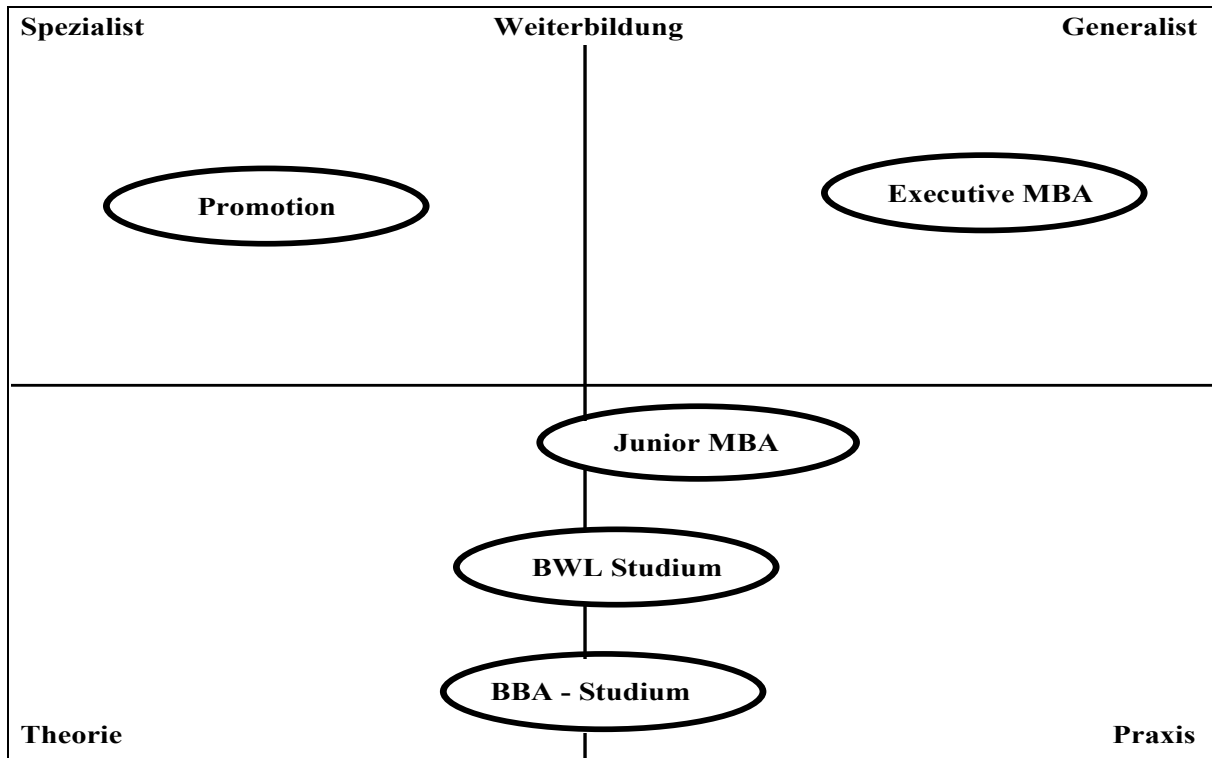 Spezialist
Weiterbildung
Generalist
Promotion
Executive MBA
Junior MBA
BWL Studium
BBA - Studium
Theorie
Praxis